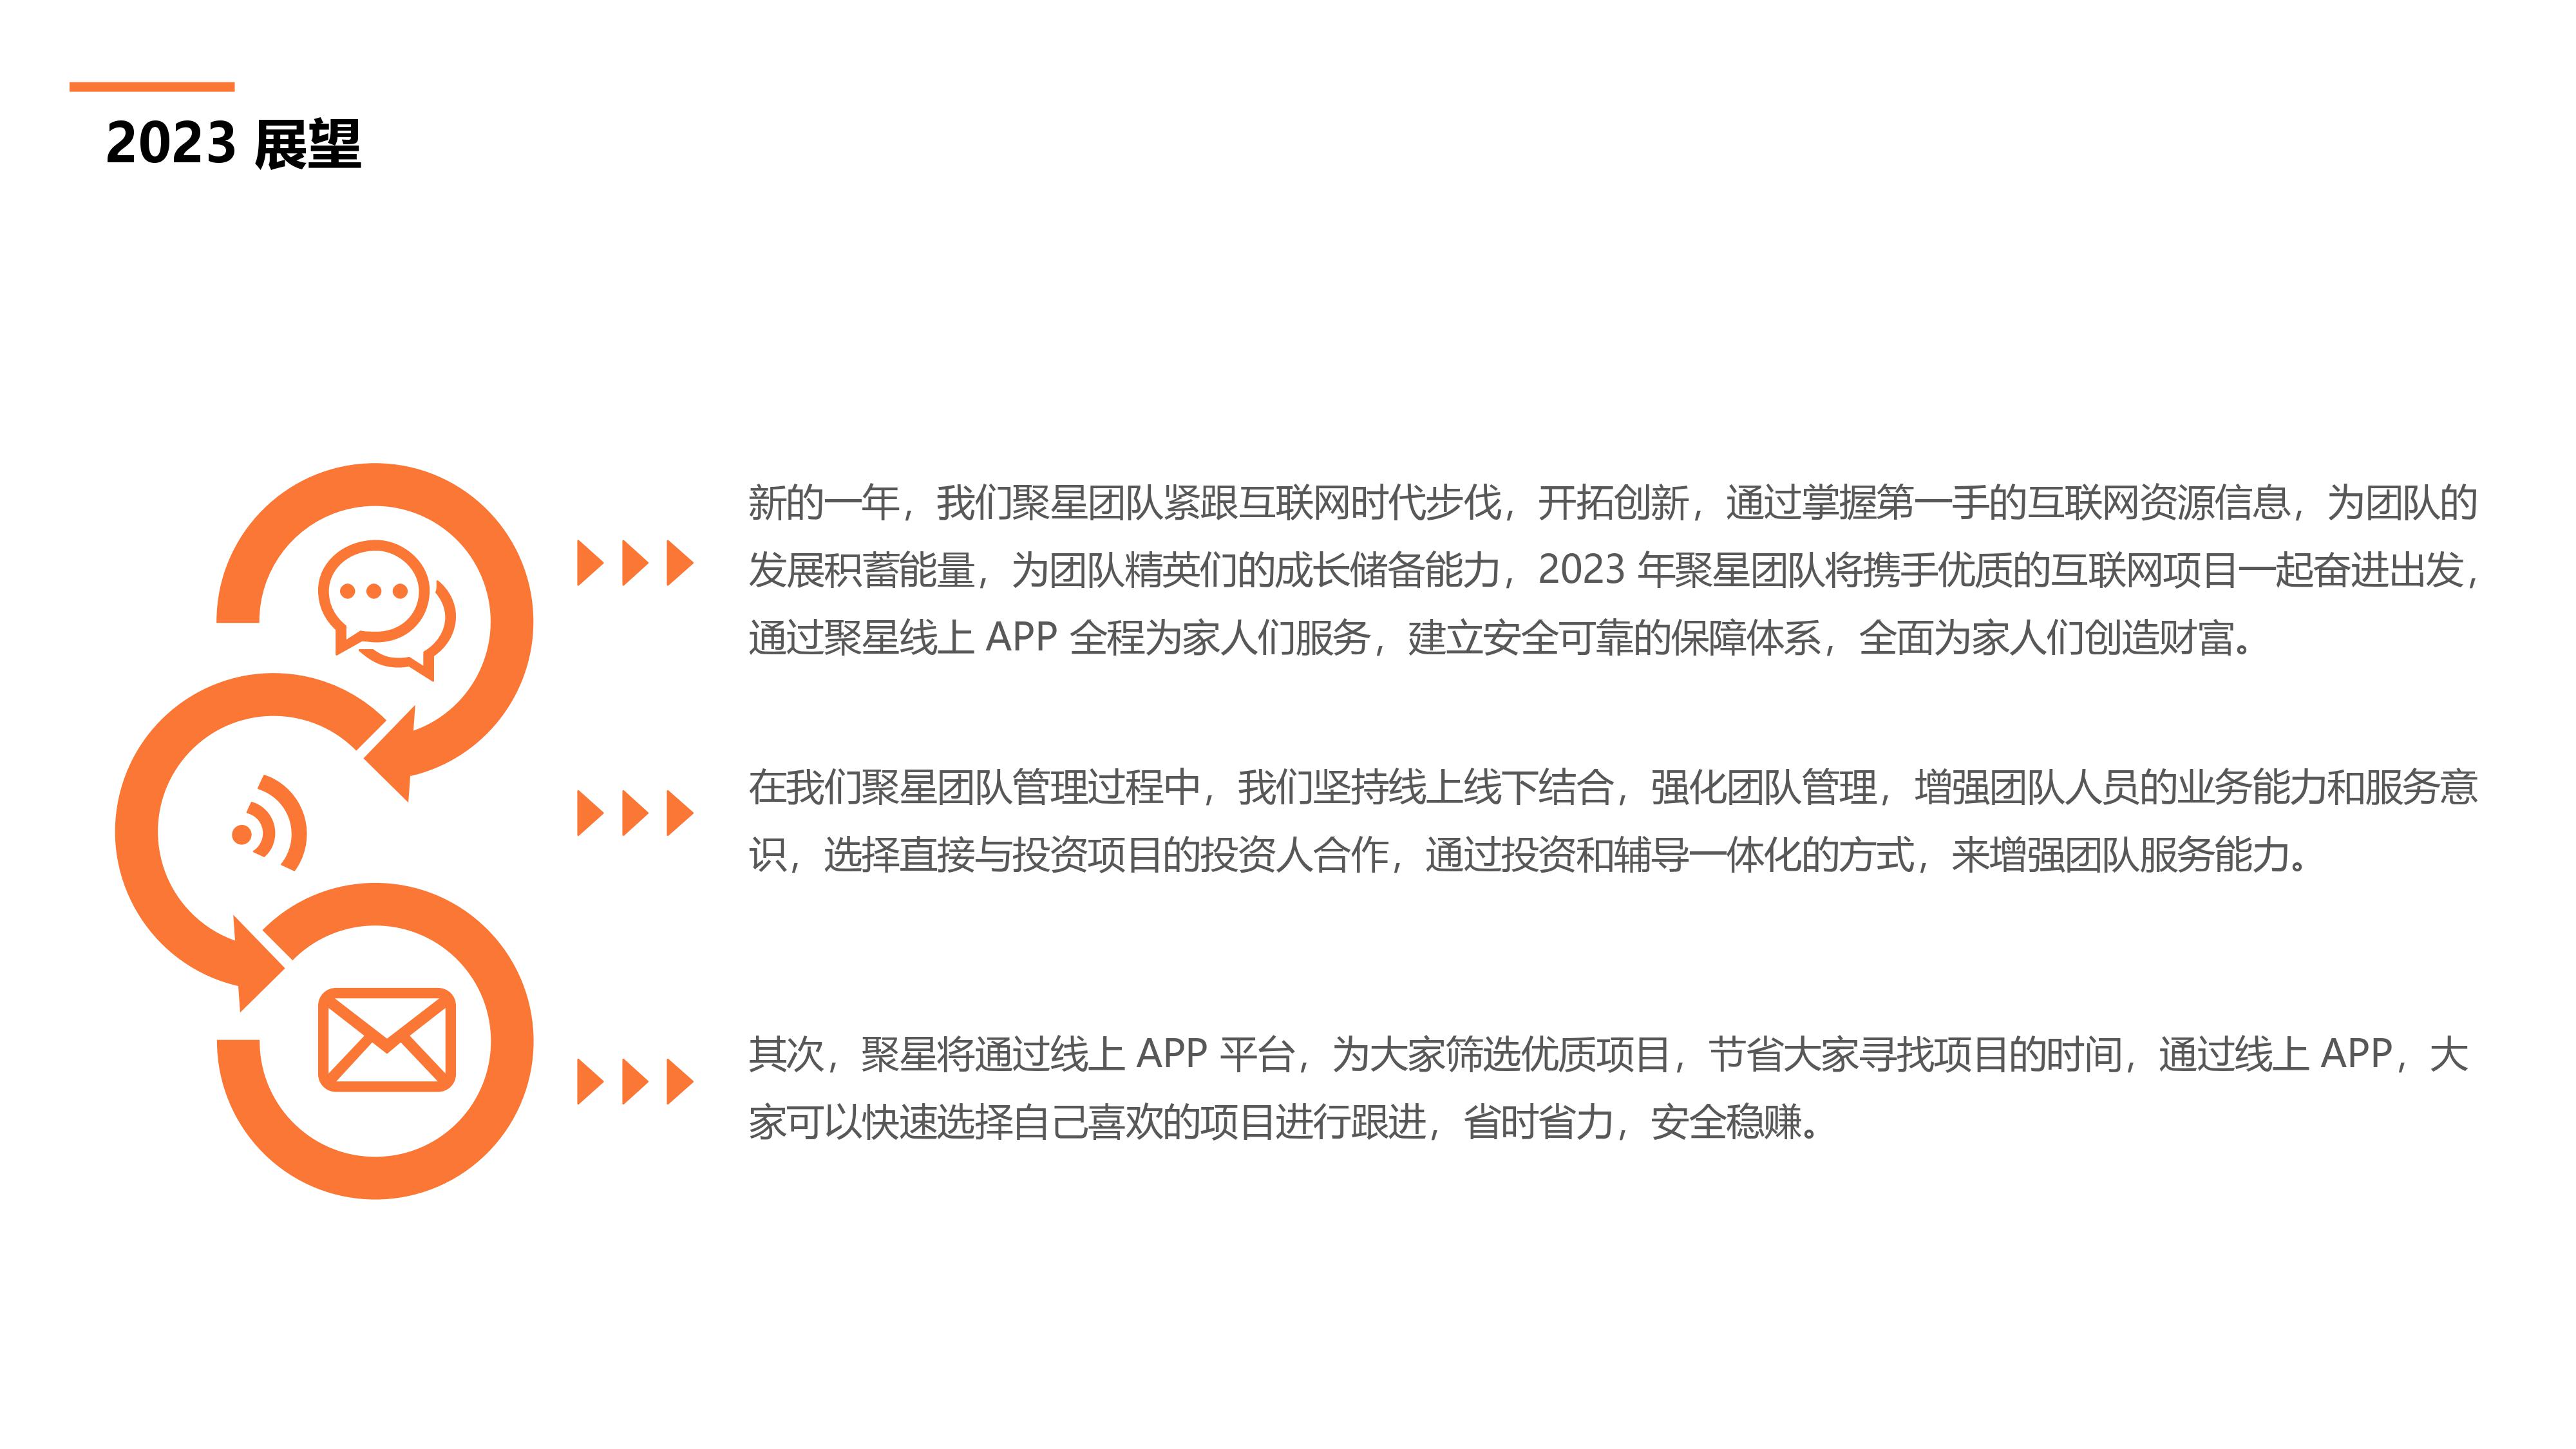 2023 展望
新的一年，我们聚星团队紧跟互联网时代步伐，开拓创新，通过掌握第一手的互联网资源信息，为团队的
发展积蓄能量，为团队精英们的成长储备能力，2023 年聚星团队将携手优质的互联网项目一起奋进出发，
通过聚星线上 APP 全程为家人们服务，建立安全可靠的保障体系，全面为家人们创造财富。
在我们聚星团队管理过程中，我们坚持线上线下结合，强化团队管理，增强团队人员的业务能力和服务意
识，选择直接与投资项目的投资人合作，通过投资和辅导一体化的方式，来增强团队服务能力。
其次，聚星将通过线上 APP 平台，为大家筛选优质项目，节省大家寻找项目的时间，通过线上 APP，大
家可以快速选择自己喜欢的项目进行跟进，省时省力，安全稳赚。